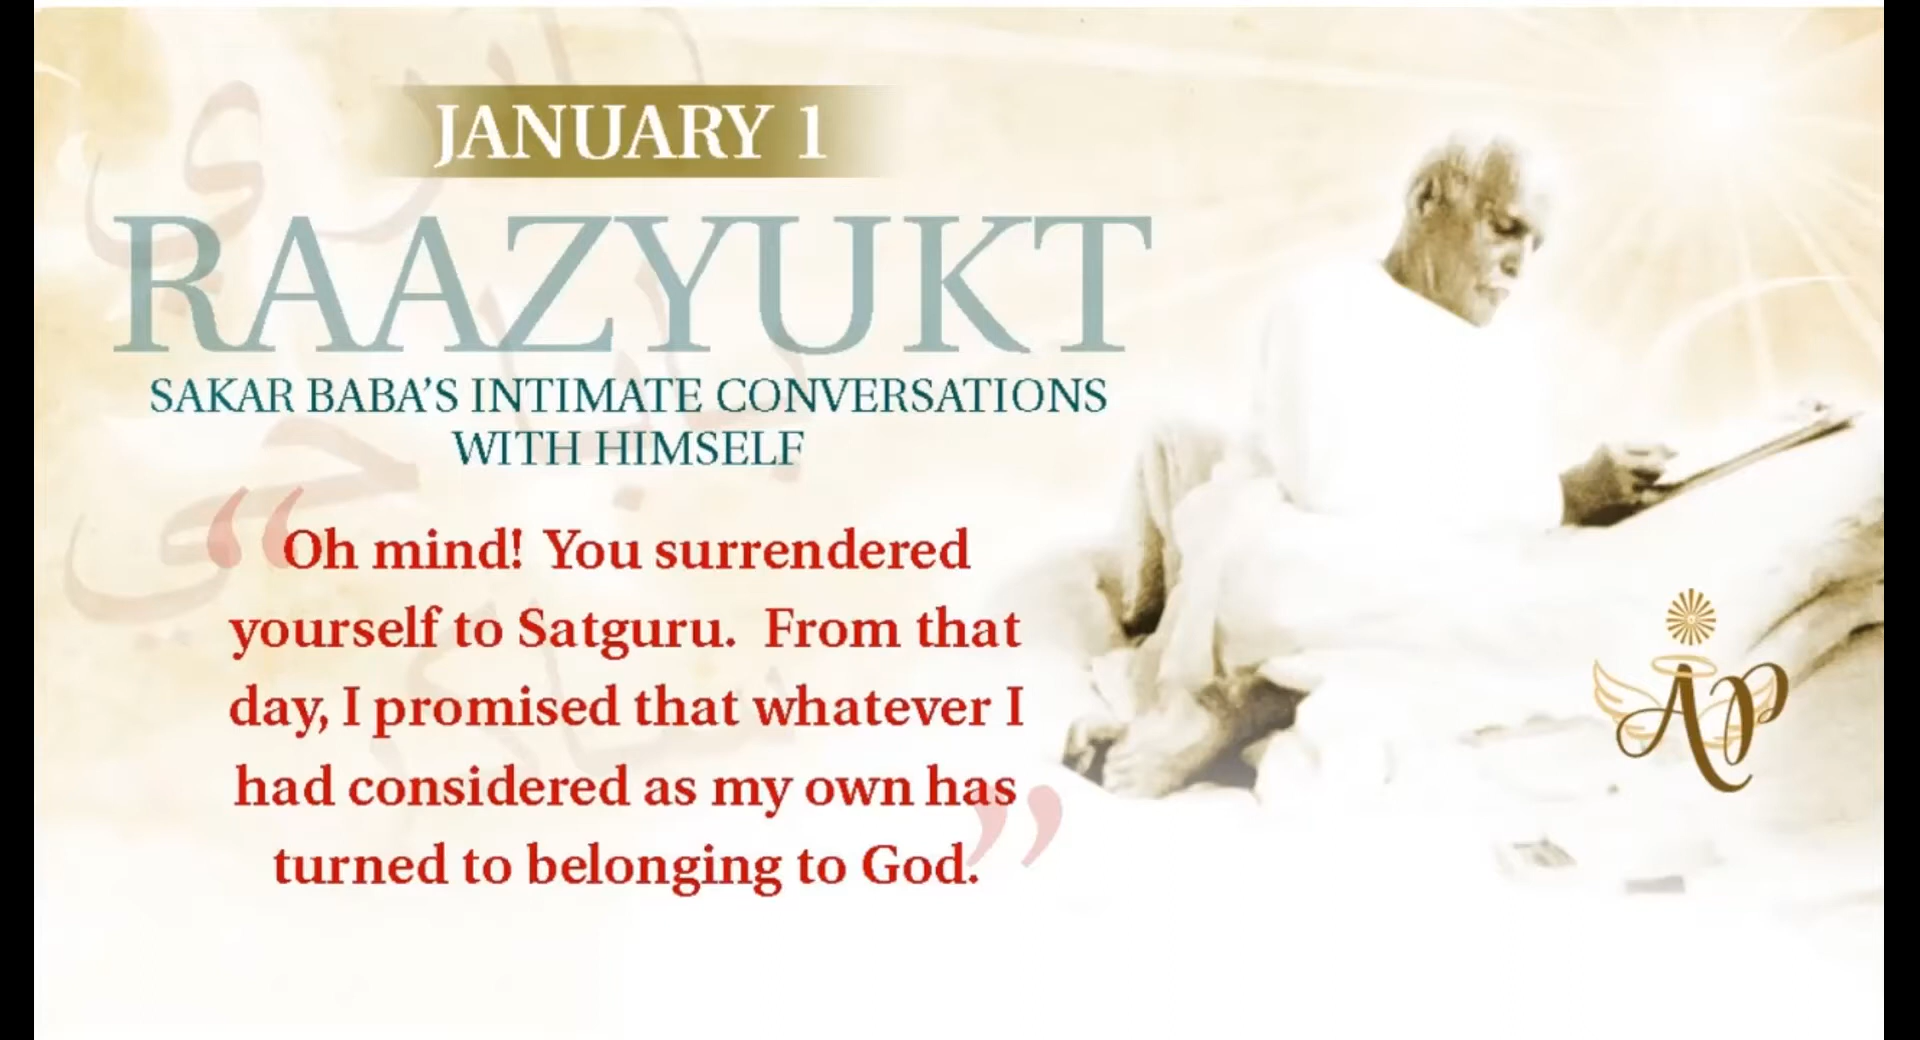 JANUARY 1
RAAZYUKT
SAKAR BABA’S INTIMATE CONVERSATIONS
WITH HIMSELF
“Oh mind!  You surrendered
yourself to Satguru.  From that
day, I promised that whatever I
had considered as my own has
turned to belonging to God.”
AP